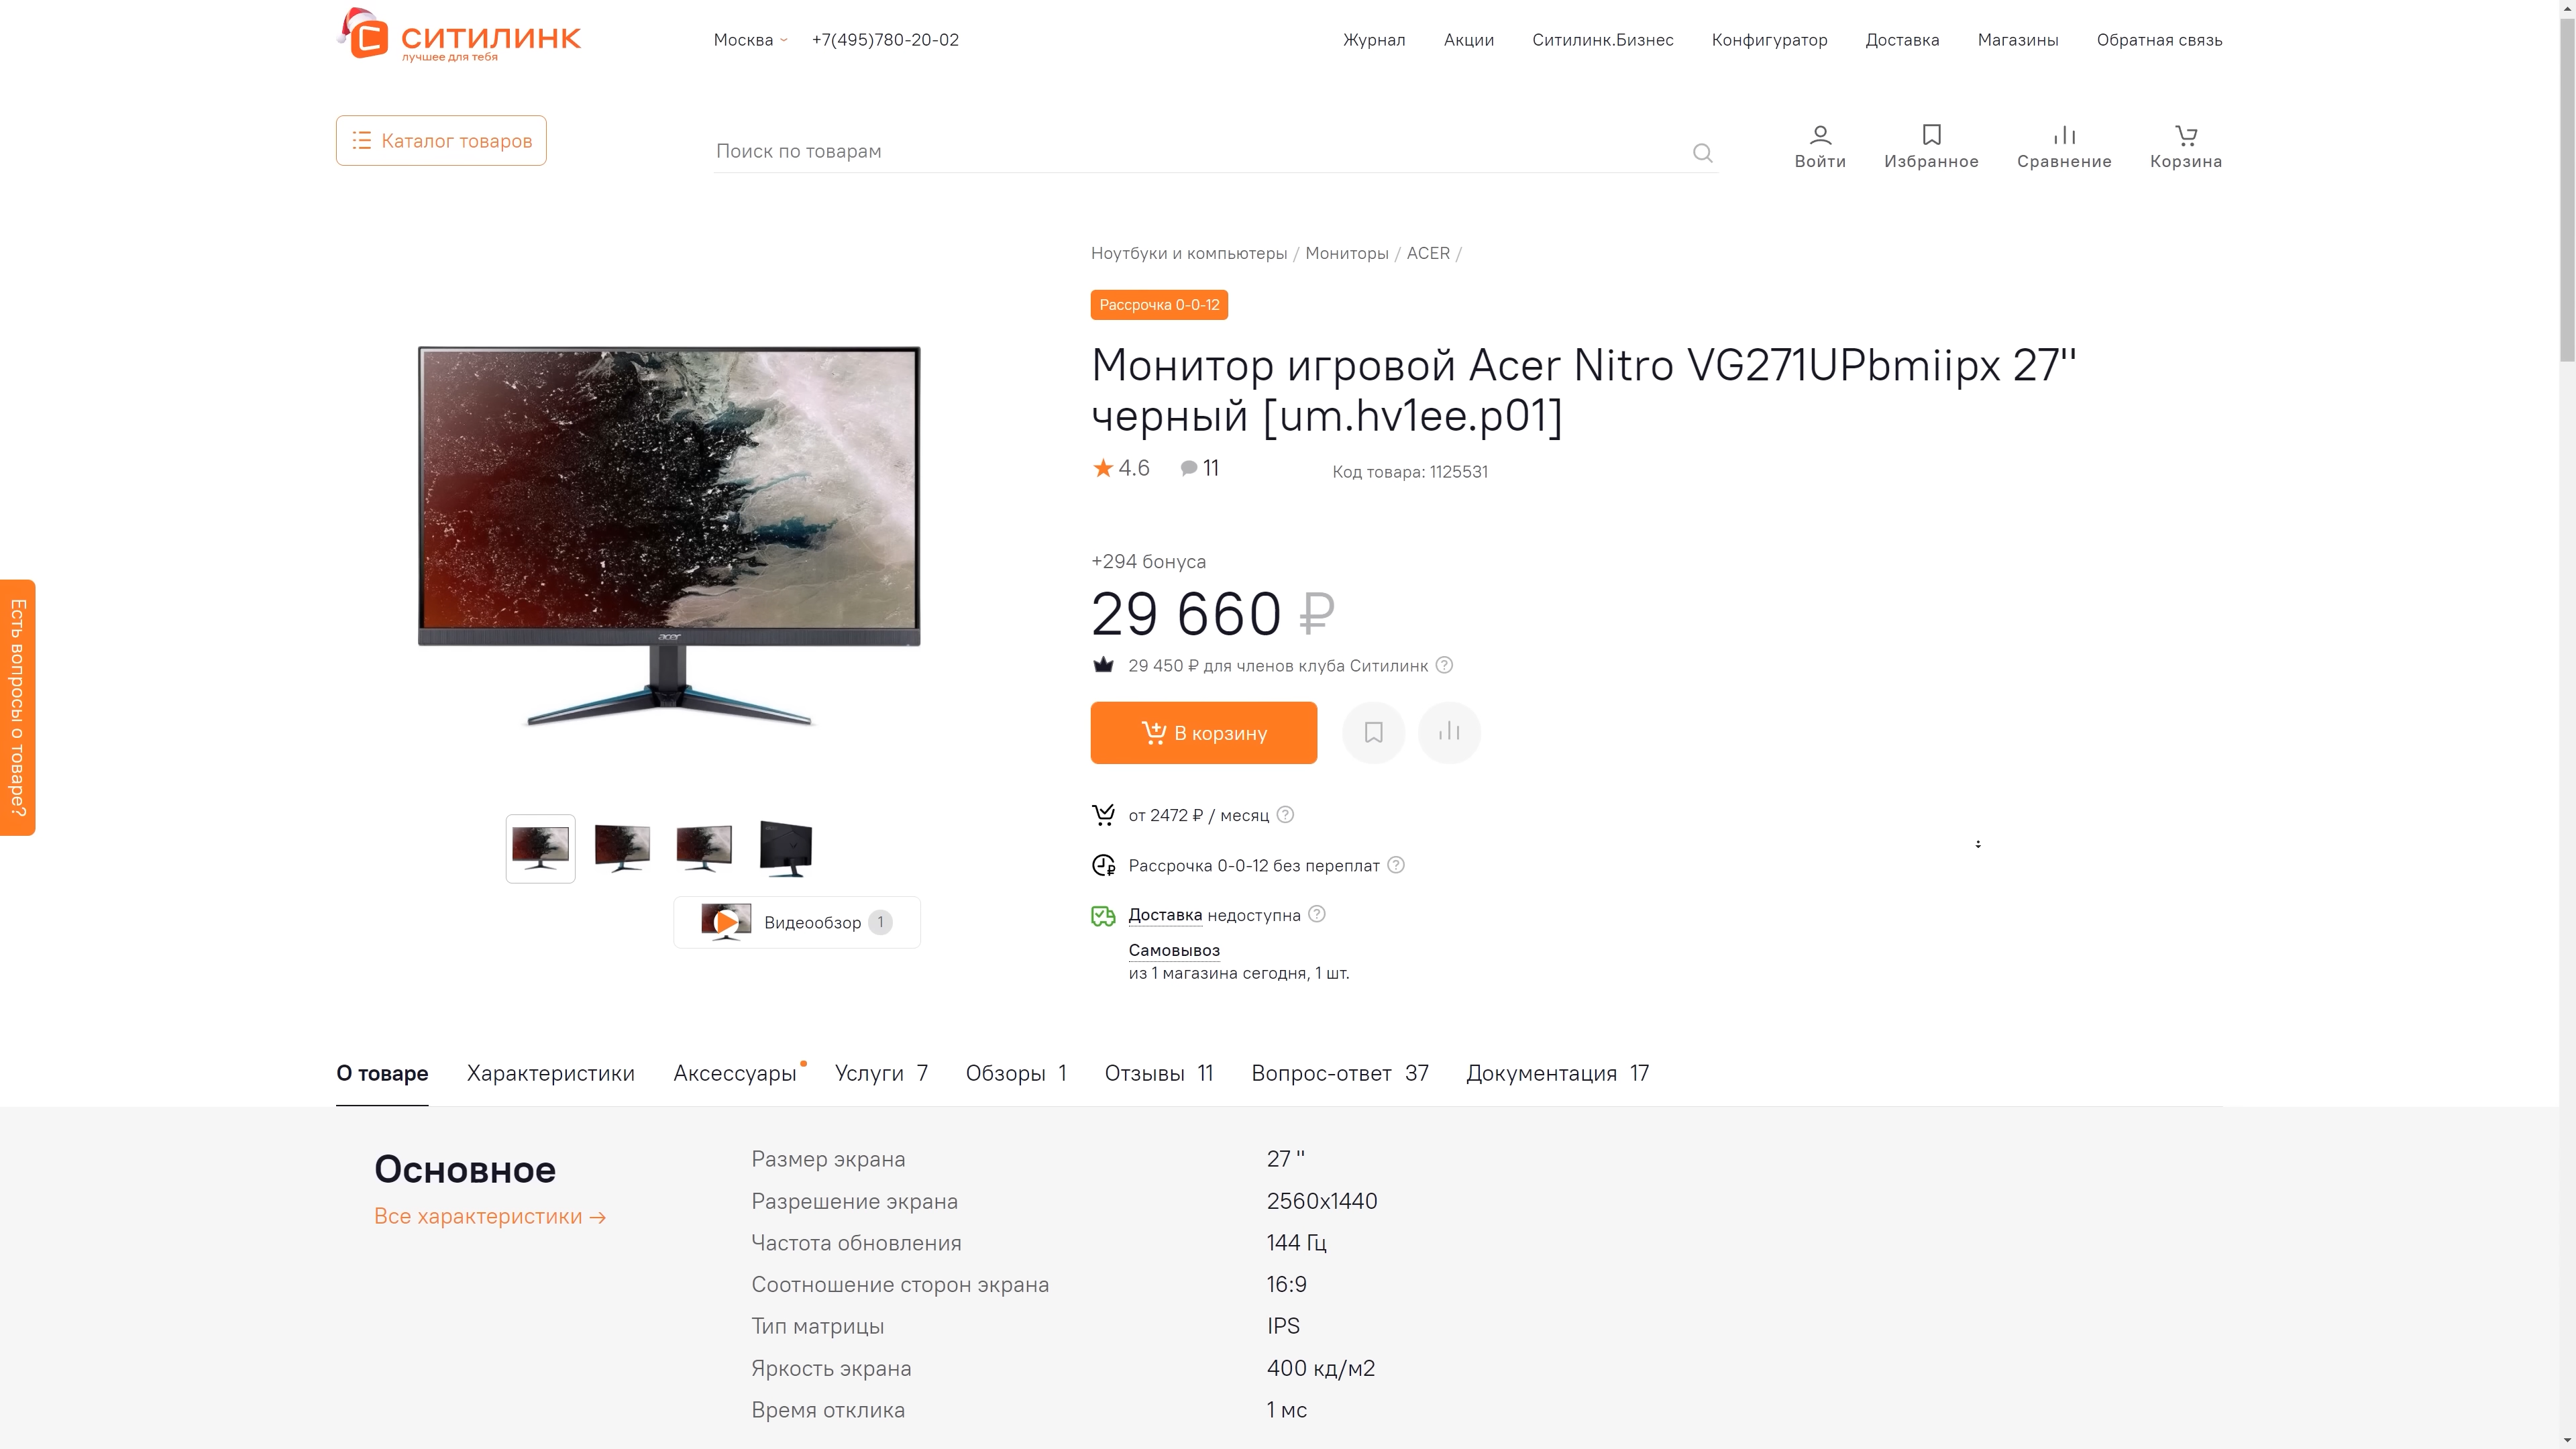 СИТИЛИНК
лучшее для тебя
Москва
+7(495)780-20-02
Журнал
Акции
Ситилинк.Бизнес
Конфигуратор
Доставка
Магазины
Обратная связь
Каталог товаров
Поиск по товарам
Войти
Избранное
Сравнение
Корзина
Ноутбуки и компьютеры / Мониторы / ACER /
Рассрочка 0-0-12
Монитор игровой Acer Nitro VG271UPbmiipx 27"
черный [um.hv1ee.p01]
4.6
11
Код товара: 1125531
+294 бонуса
29 660 ₽
29 450 ₽ для членов клуба Ситилинк ?
В корзину
от 2472 ₽ / месяц ?
Рассрочка 0-0-12 без переплат ?
Доставка недоступна ?
Самовывоз
из 1 магазина сегодня, 1 шт.
acer
Видеообзор 1
Есть вопросы о товаре?
О товаре
Характеристики
Аксессуары
Услуги 7
Обзоры 1
Отзывы 11
Вопрос-ответ 37
Документация 17
Основное
Все характеристики →
Размер экрана 27 "
Разрешение экрана 2560x1440
Частота обновления 144 Гц
Соотношение сторон экрана 16:9
Тип матрицы IPS
Яркость экрана 400 кд/м2
Время отклика 1 мс